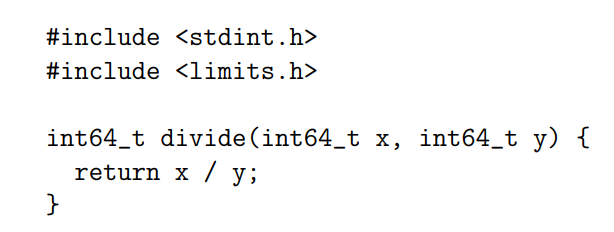 #include <stdint.h>
#include <limits.h>

int64_t divide(int64_t x, int64_t y) {
  return x / y;
}